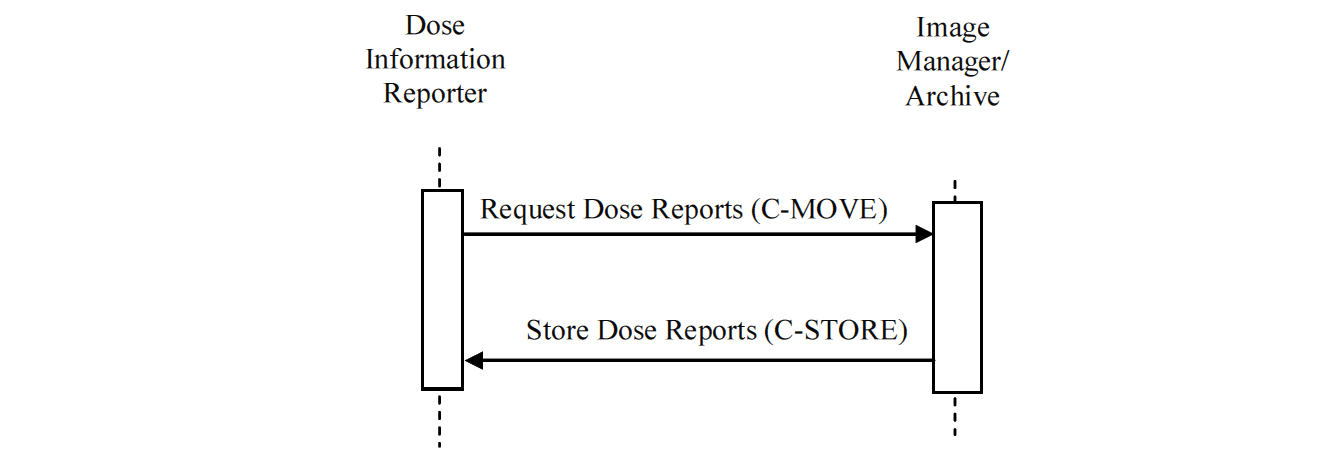 Dose
Information
Reporter
Image
Manager/
Archive
Request Dose Reports (C-MOVE)
Store Dose Reports (C-STORE)